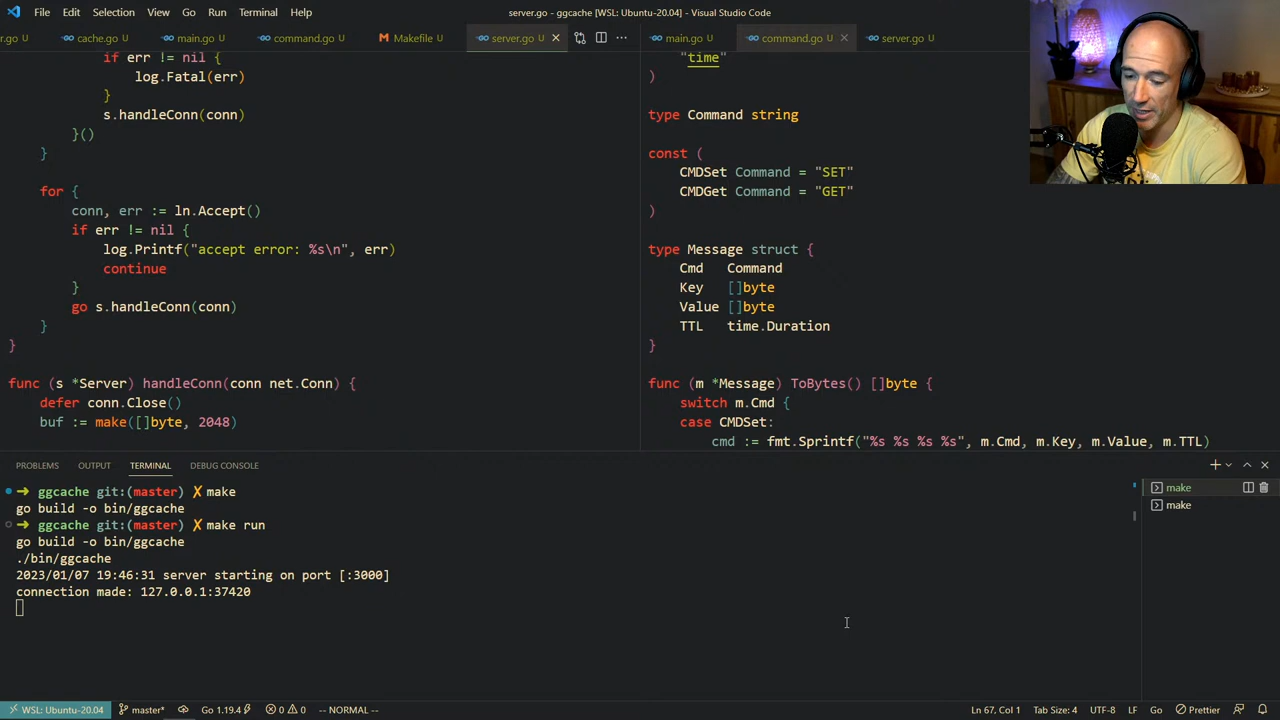 File Edit Selection View Go Run Terminal Help
server.go - ggcache [WSL: Ubuntu-20.04] - Visual Studio Code
r.go cache.go U main.go U command.go U Makefile U server.go U
main.go U command.go U server.go U
if err != nil {
log.Fatal(err)
}
s.handleConn(conn)
}()
}
for {
conn, err := ln.Accept()
if err != nil {
log.Printf("accept error: %s\n", err)
continue
}
go s.handleConn(conn)
}
}
func (s *Server) handleConn(conn net.Conn) {
defer conn.Close()
buf := make([]byte, 2048)
"time"
)
type Command string
const (
CMDSet Command = "SET"
CMDGet Command = "GET"
)
type Message struct {
Cmd Command
Key []byte
Value []byte
TTL time.Duration
}
func (m *Message) ToBytes() []byte {
switch m.Cmd {
case CMDSet:
cmd := fmt.Sprintf("%s %s %s %s", m.Cmd, m.Key, m.Value, m.TTL)
PROBLEMS OUTPUT TERMINAL DEBUG CONSOLE
➜ ggcache git:(master) ✗ make
go build -o bin/ggcache
➜ ggcache git:(master) ✗ make run
go build -o bin/ggcache
./bin/ggcache
2023/01/07 19:46:31 server starting on port [:3000]
connection made: 127.0.0.1:37420
make
make
WSL: Ubuntu-20.04 master* Go 1.19.4 0 0 -- NORMAL -- Ln 67, Col 1 Tab Size: 4 UTF-8 LF Go Prettier